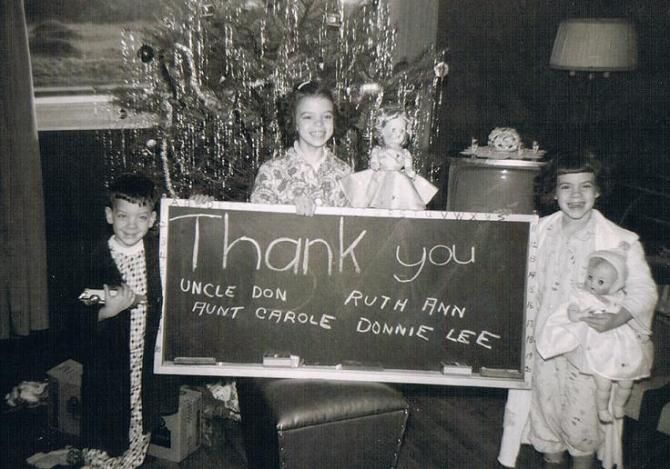 Thank you
UNCLE DON RUTH ANN
AUNT CAROLE DONNIE LEE